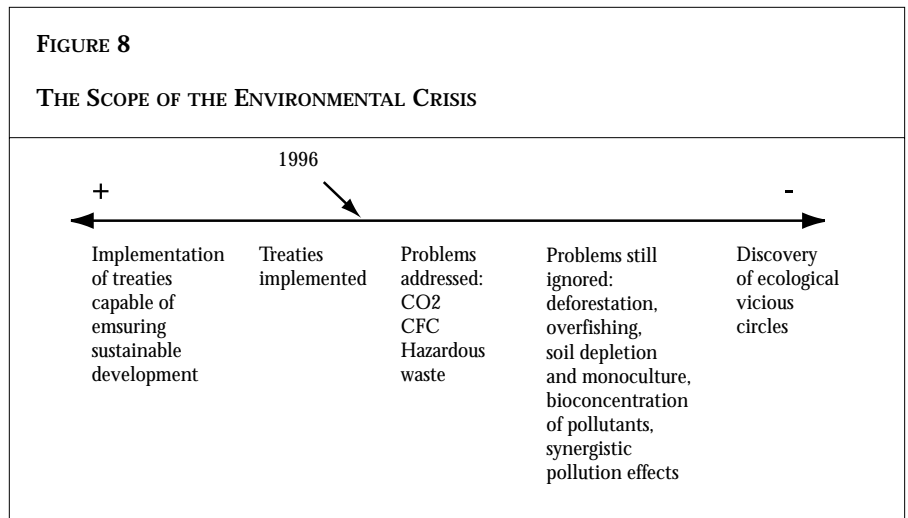 FIGURE 8
THE SCOPE OF THE ENVIRONMENTAL CRISIS
1996
+
-
Implementation
of treaties
capable of
emsuring
sustainable
development
Treaties
implemented
Problems
addressed:
CO2
CFC
Hazardous
waste
Problems still
ignored:
deforestation,
overfishing,
soil depletion
and monoculture,
bioconcentration
of pollutants,
synergistic
pollution effects
Discovery
of ecological
vicious
circles